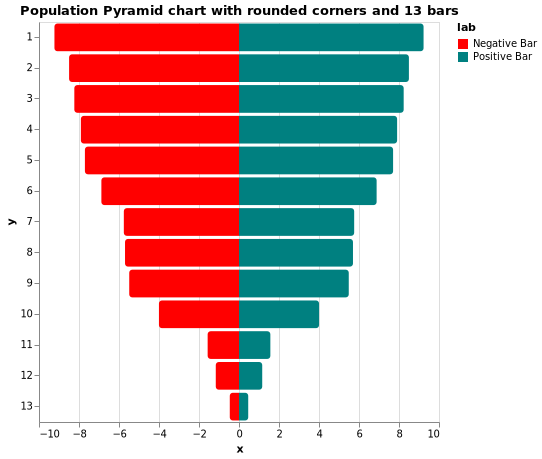 Population Pyramid chart with rounded corners and 13 bars
lab
Negative Bar
Positive Bar
y
1
2
3
4
5
6
7
8
9
10
11
12
13
−10 −8 −6 −4 −2 0 2 4 6 8 10
x